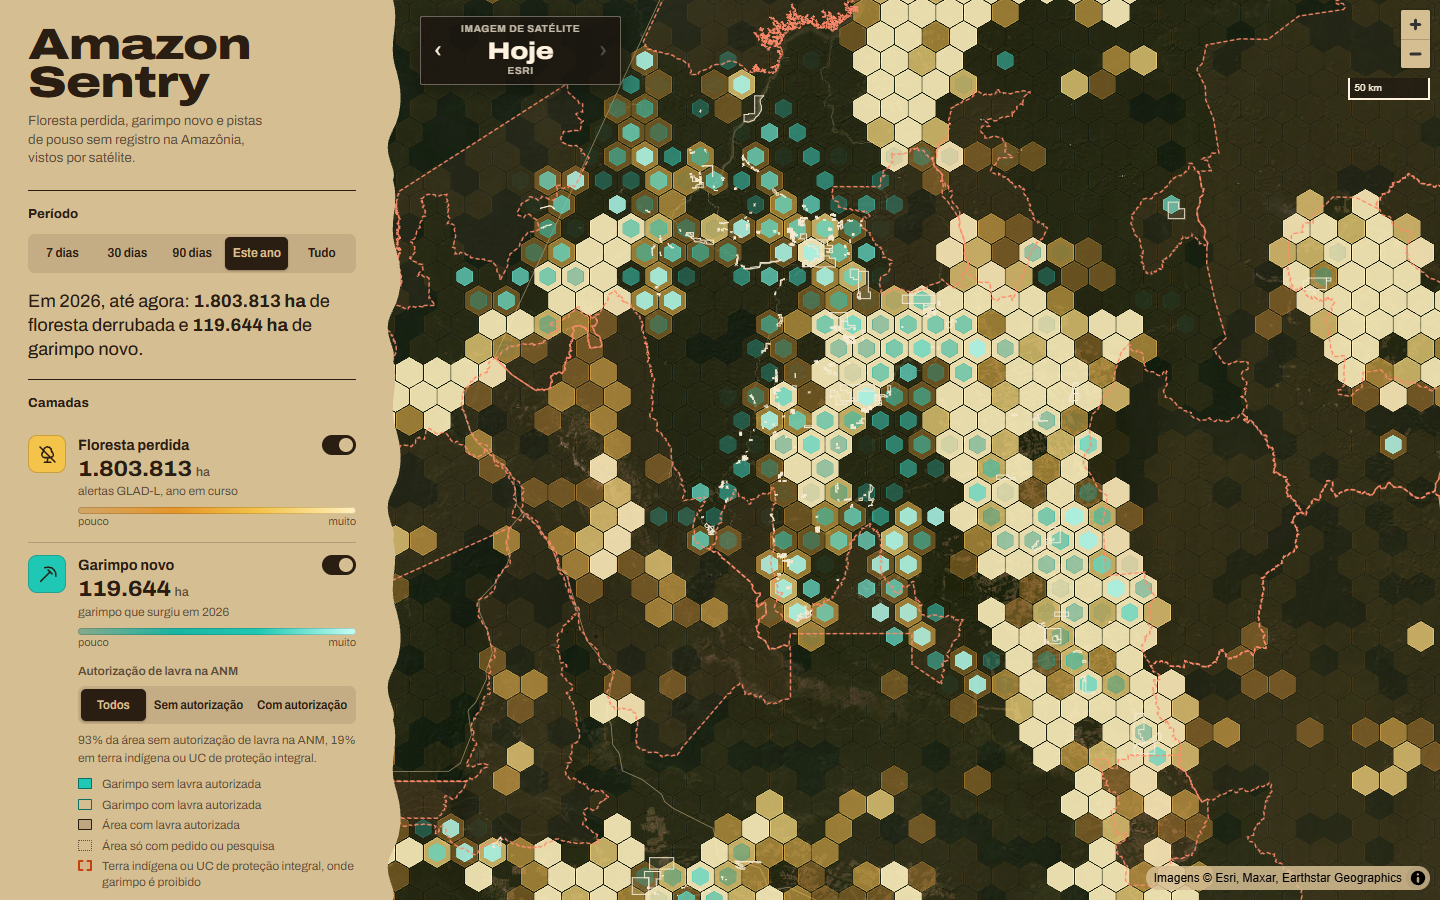 Amazon
Sentry
Floresta perdida, garimpo novo e pistas
de pouso sem registro na Amazônia,
vistos por satélite.
Período
7 dias
30 dias
90 dias
Este ano
Tudo
Em 2026, até agora: 1.803.813 ha de
floresta derrubada e 119.644 ha de
garimpo novo.
Camadas
Floresta perdida
1.803.813 ha
alertas GLAD-L, ano em curso
pouco
muito
Garimpo novo
119.644 ha
garimpo que surgiu em 2026
pouco
muito
Autorização de lavra na ANM
Todos
Sem autorização
Com autorização
93% da área sem autorização de lavra na ANM, 19%
em terra indígena ou UC de proteção integral.
Garimpo sem lavra autorizada
Garimpo com lavra autorizada
Área com lavra autorizada
Área só com pedido ou pesquisa
Terra indígena ou UC de proteção integral, onde
garimpo é proibido
IMAGEM DE SATÉLITE
‹ Hoje ›
ESRI
+
−
50 km
Imagens © Esri, Maxar, Earthstar Geographics